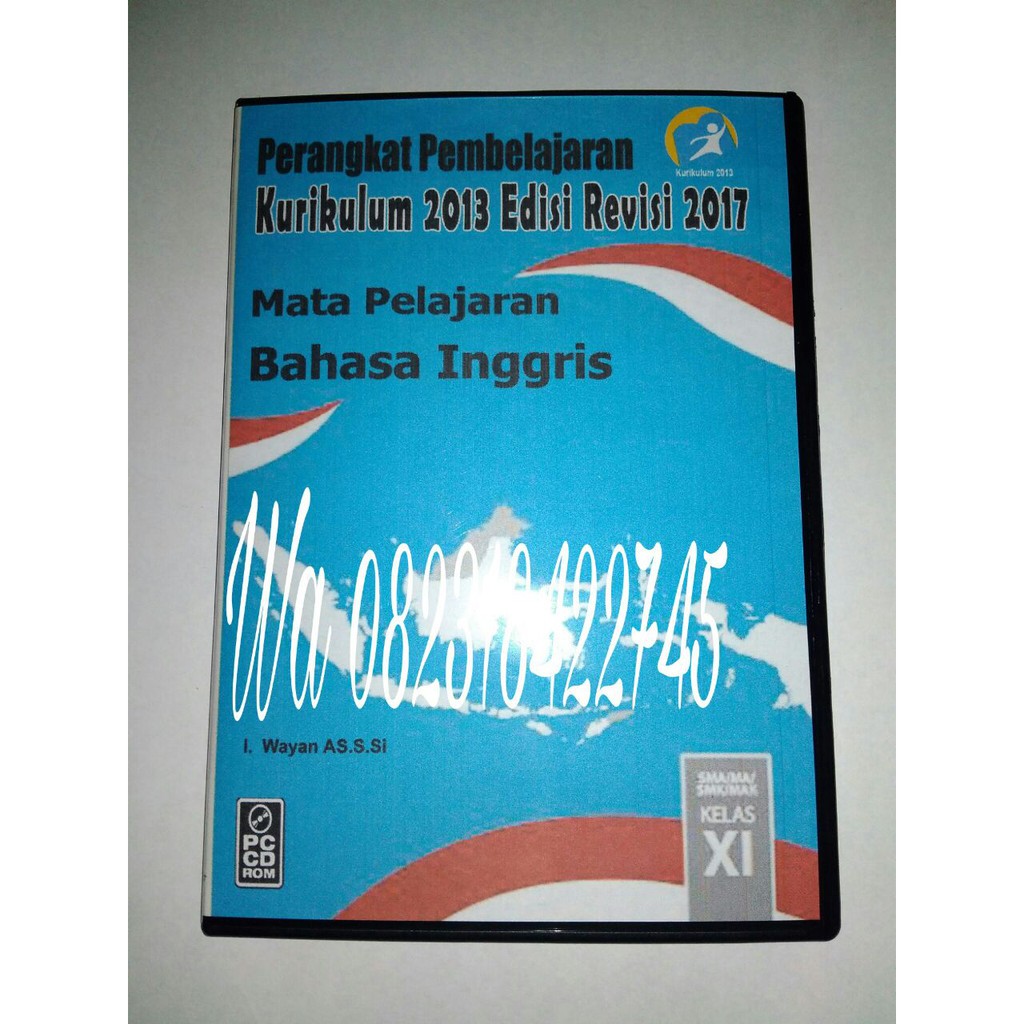 Perangkat Pembelajaran
Kurikulum 2013
Kurikulum 2013 Edisi Revisi 2017
Mata Pelajaran
Bahasa Inggris
Wa 082310422745
I. Wayan AS.S.Si
SMA/MA/
SMK/MAK
KELAS
XI
PC
CD
ROM